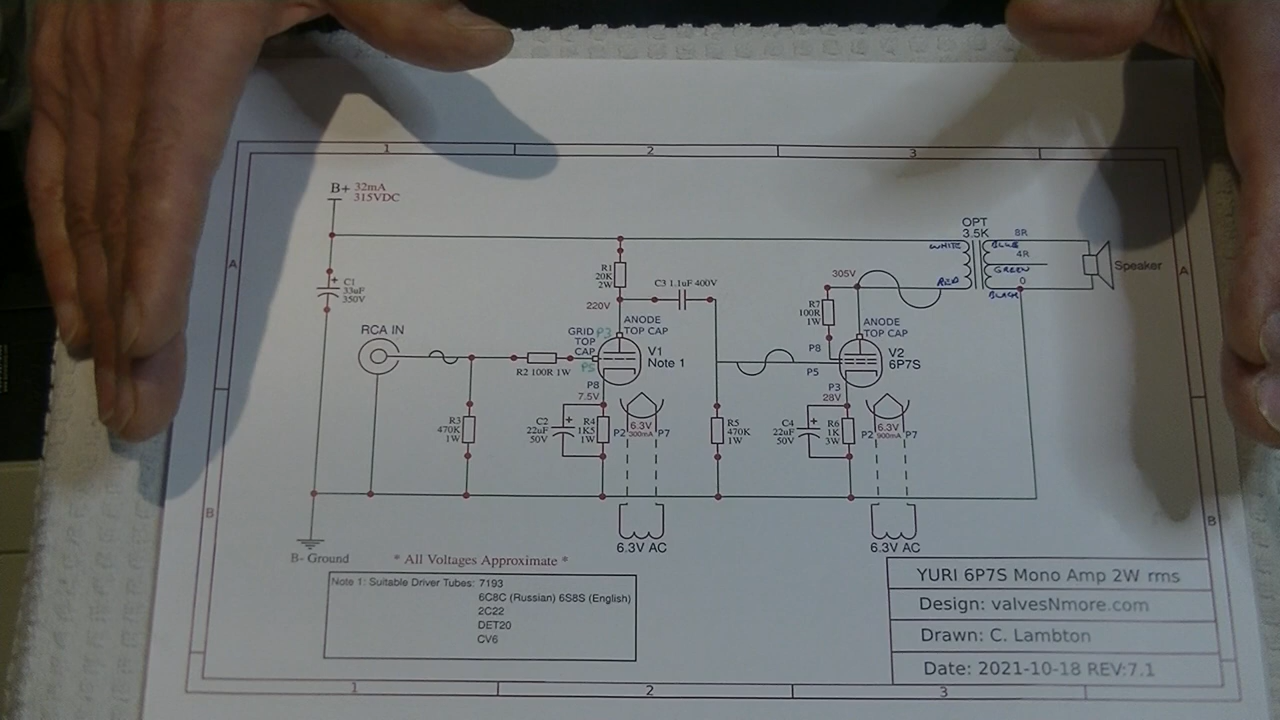 1
2
3
B+ 32mA
315VDC
OPT
3.5K
8R
WHITE
BLUE
4R
GREEN
0
RED
BLACK
Speaker
A
A
C1
33uF
350V
R1
20K
2W
C3 1.1uF 400V
305V
220V
R7
100R
1W
RCA IN
GRID P3
TOP
CAP
P5
ANODE
TOP CAP
V1
Note 1
ANODE
TOP CAP
V2
6P7S
P8
P5
R2 100R 1W
P8
7.5V
P3
28V
R3
470K
1W
C2
22uF
50V
R4
1K5
1W
P2
6.3V
300mA
P7
R5
470K
1W
C4
22uF
50V
R6
1K
3W
P2
6.3V
900mA
P7
B
B
6.3V AC
6.3V AC
B- Ground
* All Voltages Approximate *
Note 1: Suitable Driver Tubes: 7193
6C8C (Russian) 6S8S (English)
2C22
DET20
CV6
YURI 6P7S Mono Amp 2W rms
Design: valvesNmore.com
Drawn: C. Lambton
Date: 2021-10-18 REV:7.1
1
2
3